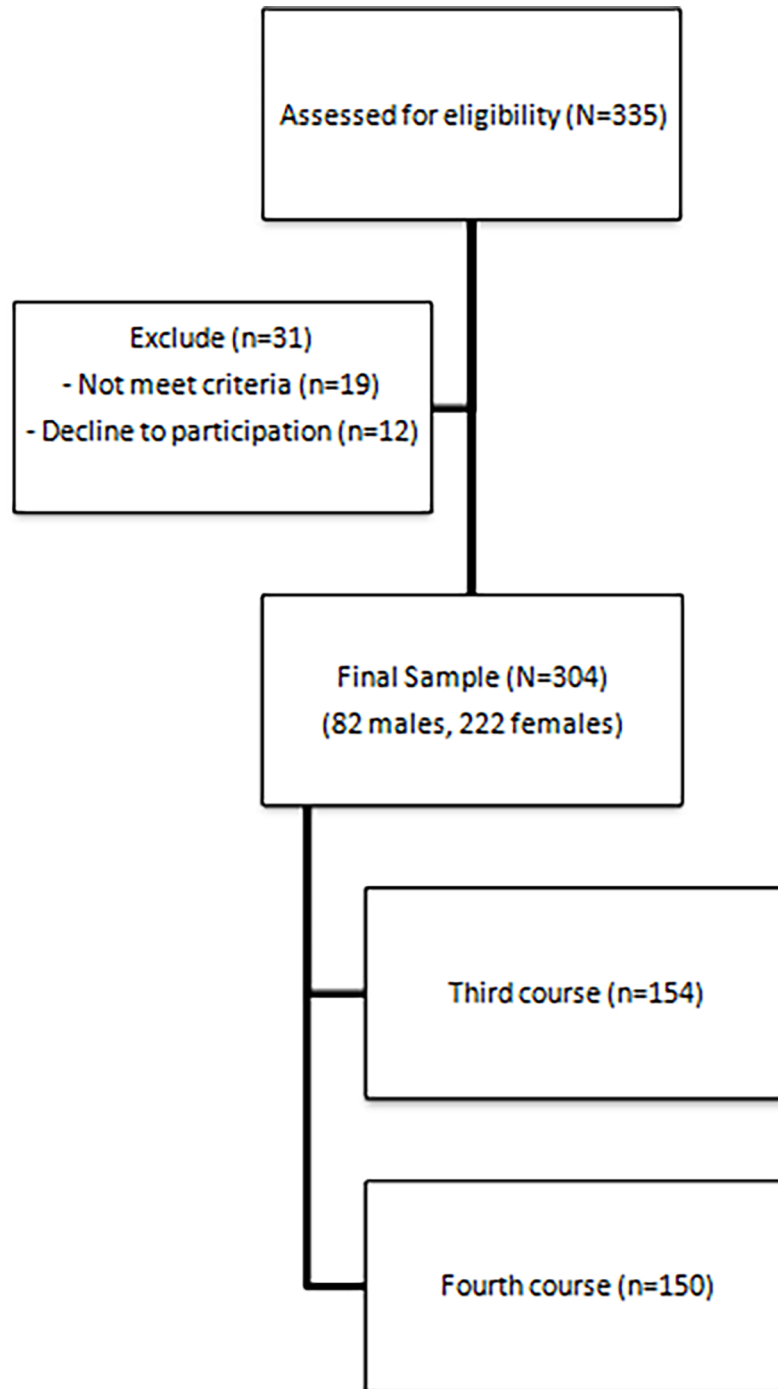 Assessed for eligibility (N=335)
Exclude (n=31)
- Not meet criteria (n=19)
- Decline to participation (n=12)
Final Sample (N=304)
(82 males, 222 females)
Third course (n=154)
Fourth course (n=150)